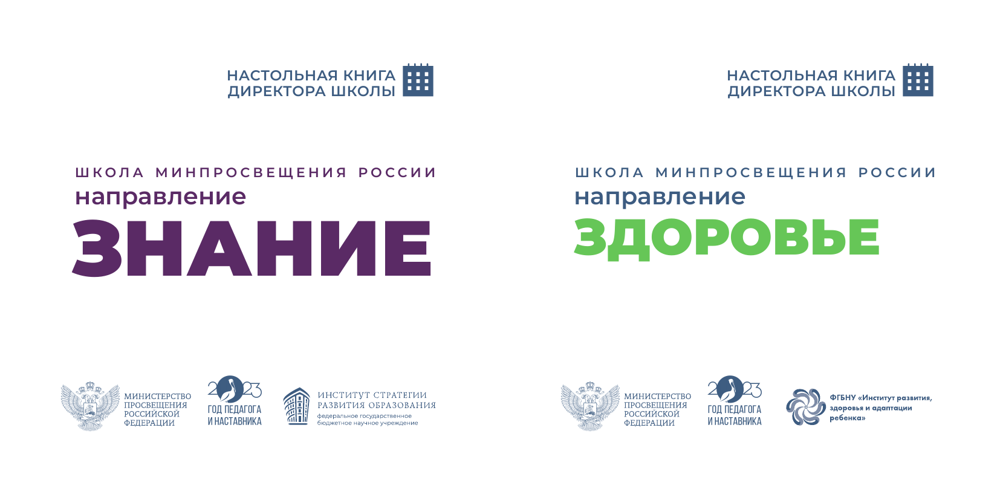 НАСТОЛЬНАЯ КНИГА
ДИРЕКТОРА ШКОЛЫ
ШКОЛА МИНПРОСВЕЩЕНИЯ РОССИИ
направление
ЗНАНИЕ
МИНИСТЕРСТВО
ПРОСВЕЩЕНИЯ
РОССИЙСКОЙ
ФЕДЕРАЦИИ
2023
ГОД ПЕДАГОГА
И НАСТАВНИКА
ИНСТИТУТ СТРАТЕГИИ
РАЗВИТИЯ ОБРАЗОВАНИЯ
федеральное государственное
бюджетное научное учреждение
НАСТОЛЬНАЯ КНИГА
ДИРЕКТОРА ШКОЛЫ
ШКОЛА МИНПРОСВЕЩЕНИЯ РОССИИ
направление
ЗДОРОВЬЕ
МИНИСТЕРСТВО
ПРОСВЕЩЕНИЯ
РОССИЙСКОЙ
ФЕДЕРАЦИИ
2023
ГОД ПЕДАГОГА
И НАСТАВНИКА
ФГБНУ «Институт развития,
здоровья и адаптации
ребенка»